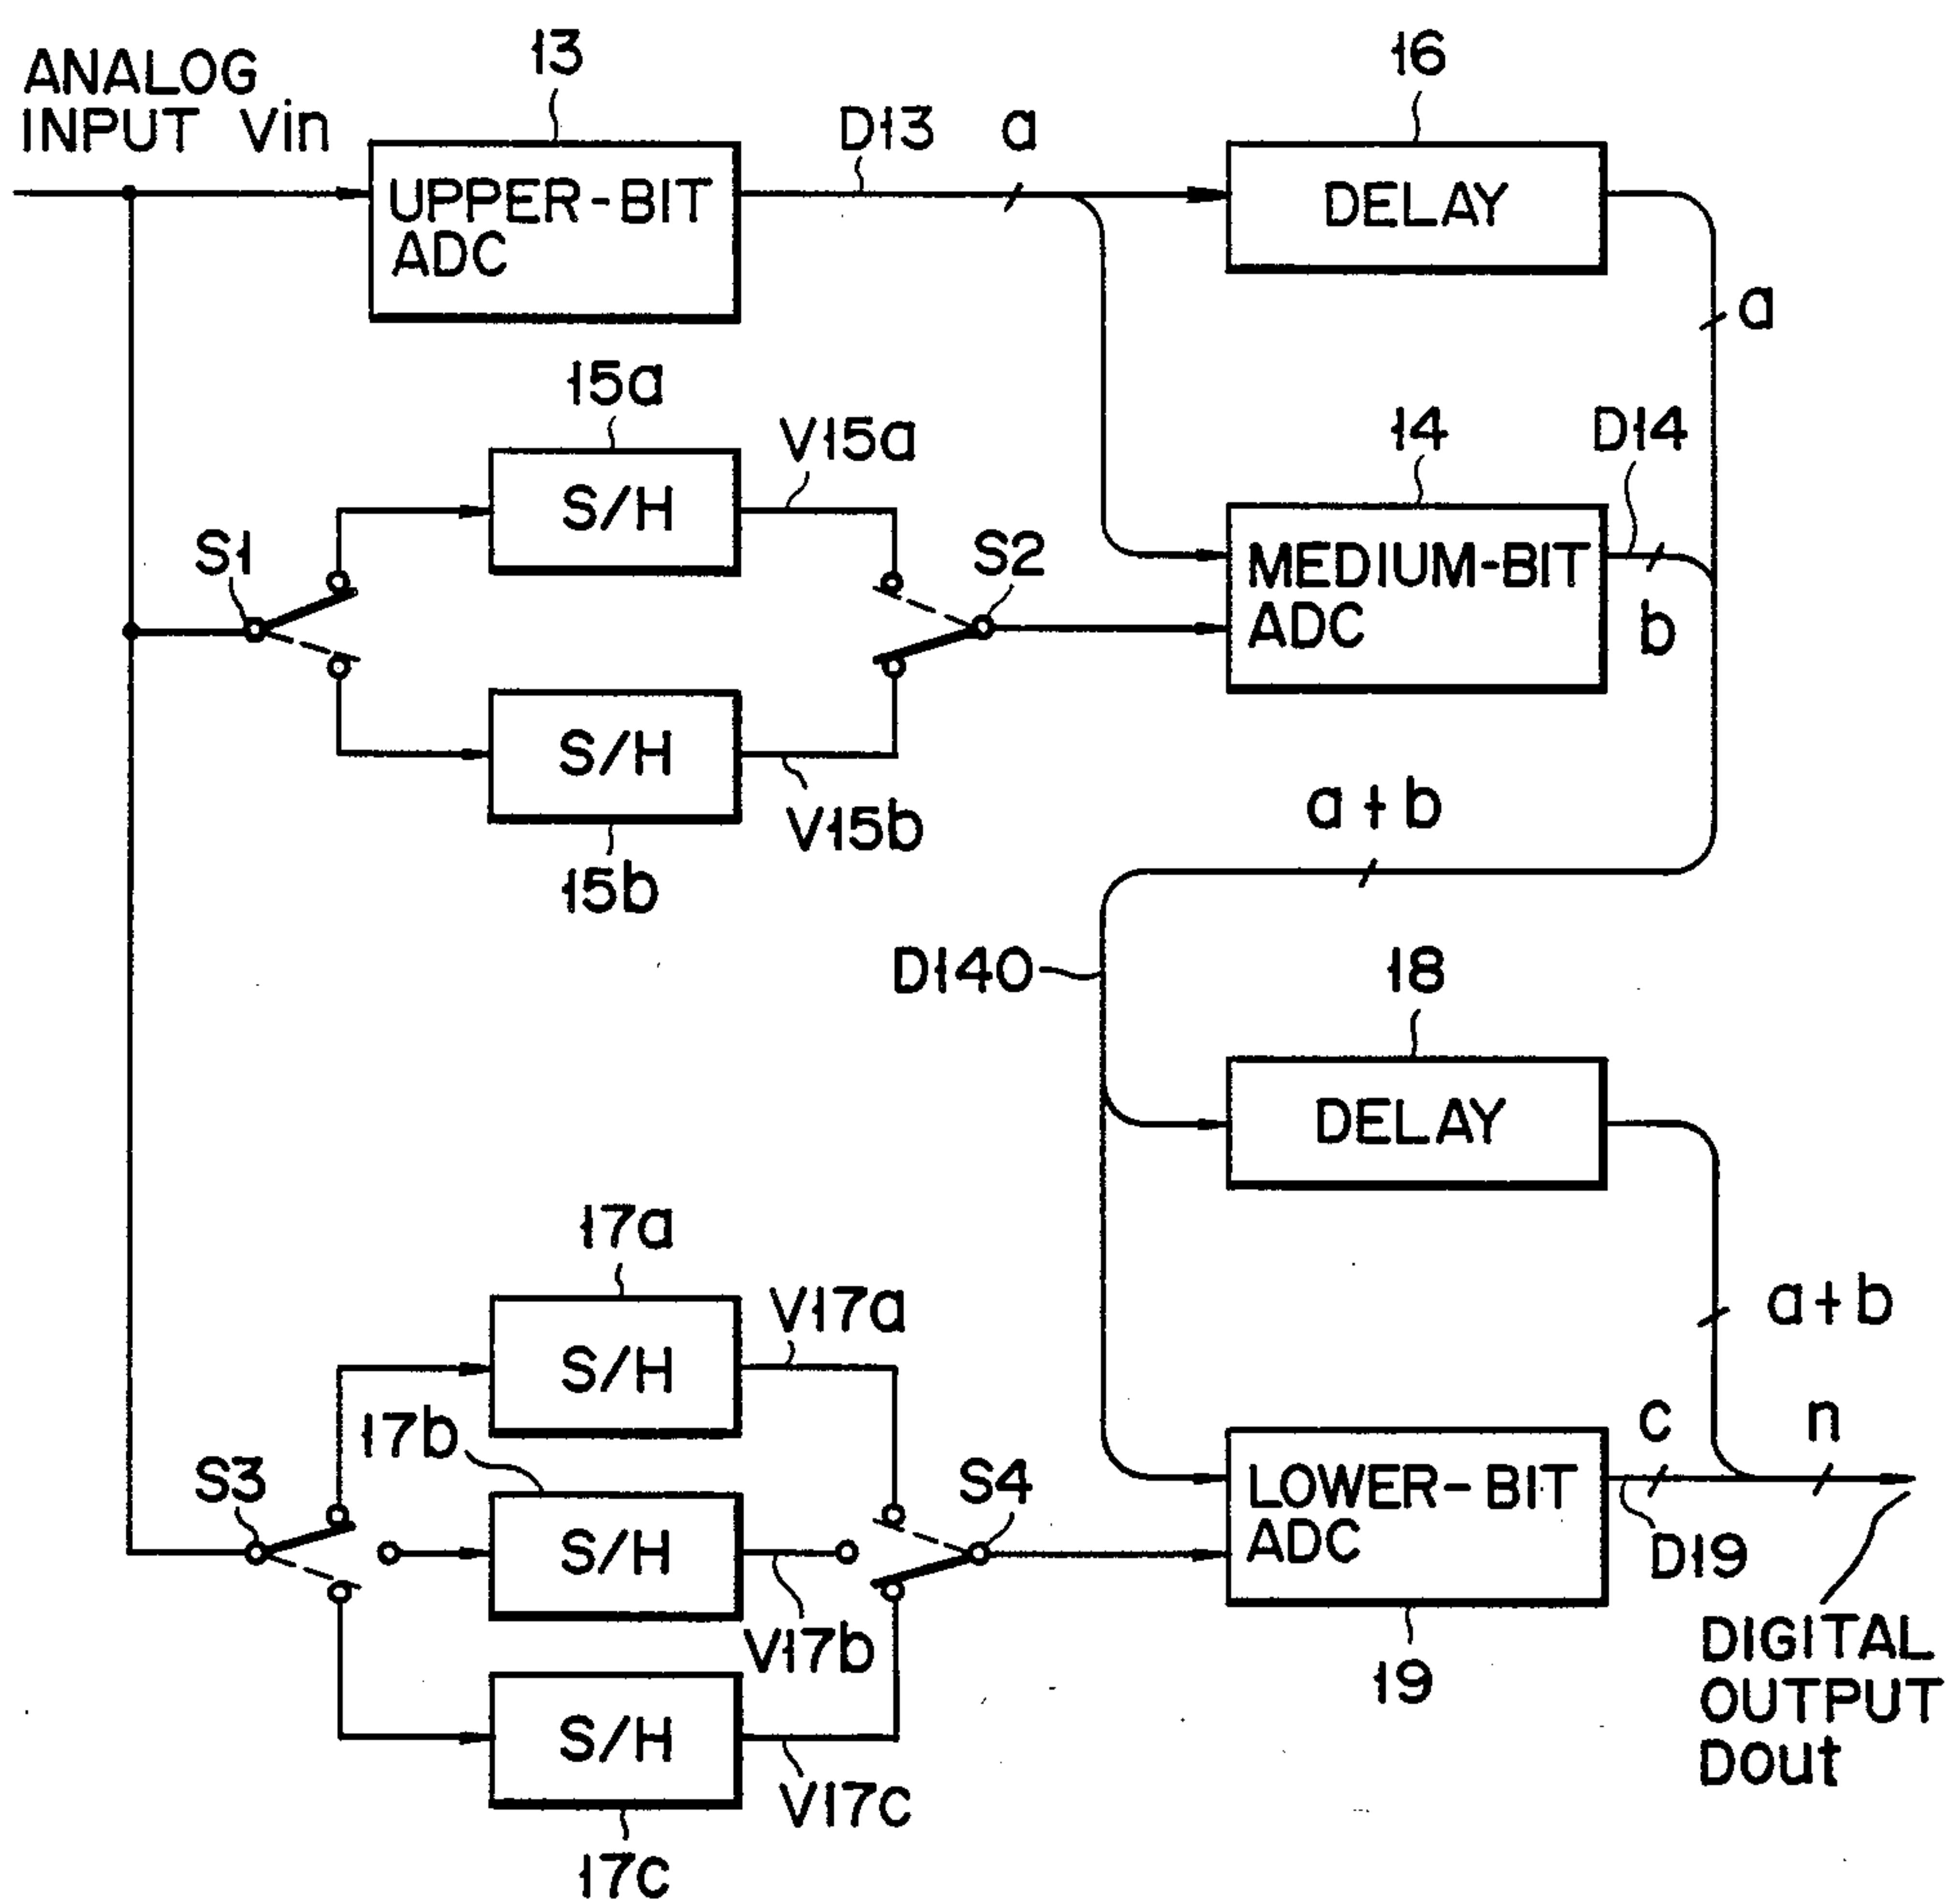 ANALOG
INPUT Vin
13
UPPER-BIT
ADC
D13
a
16
DELAY
a
15a
S/H
V15a
S1
S2
14
MEDIUM-BIT
ADC
D14
b
S/H
V15b
15b
a+b
D140
18
DELAY
a+b
17a
S/H
V17a
17b
S/H
V17b
S3
S4
LOWER-BIT
ADC
19
c
n
D19
S/H
V17c
17c
DIGITAL
OUTPUT
Dout